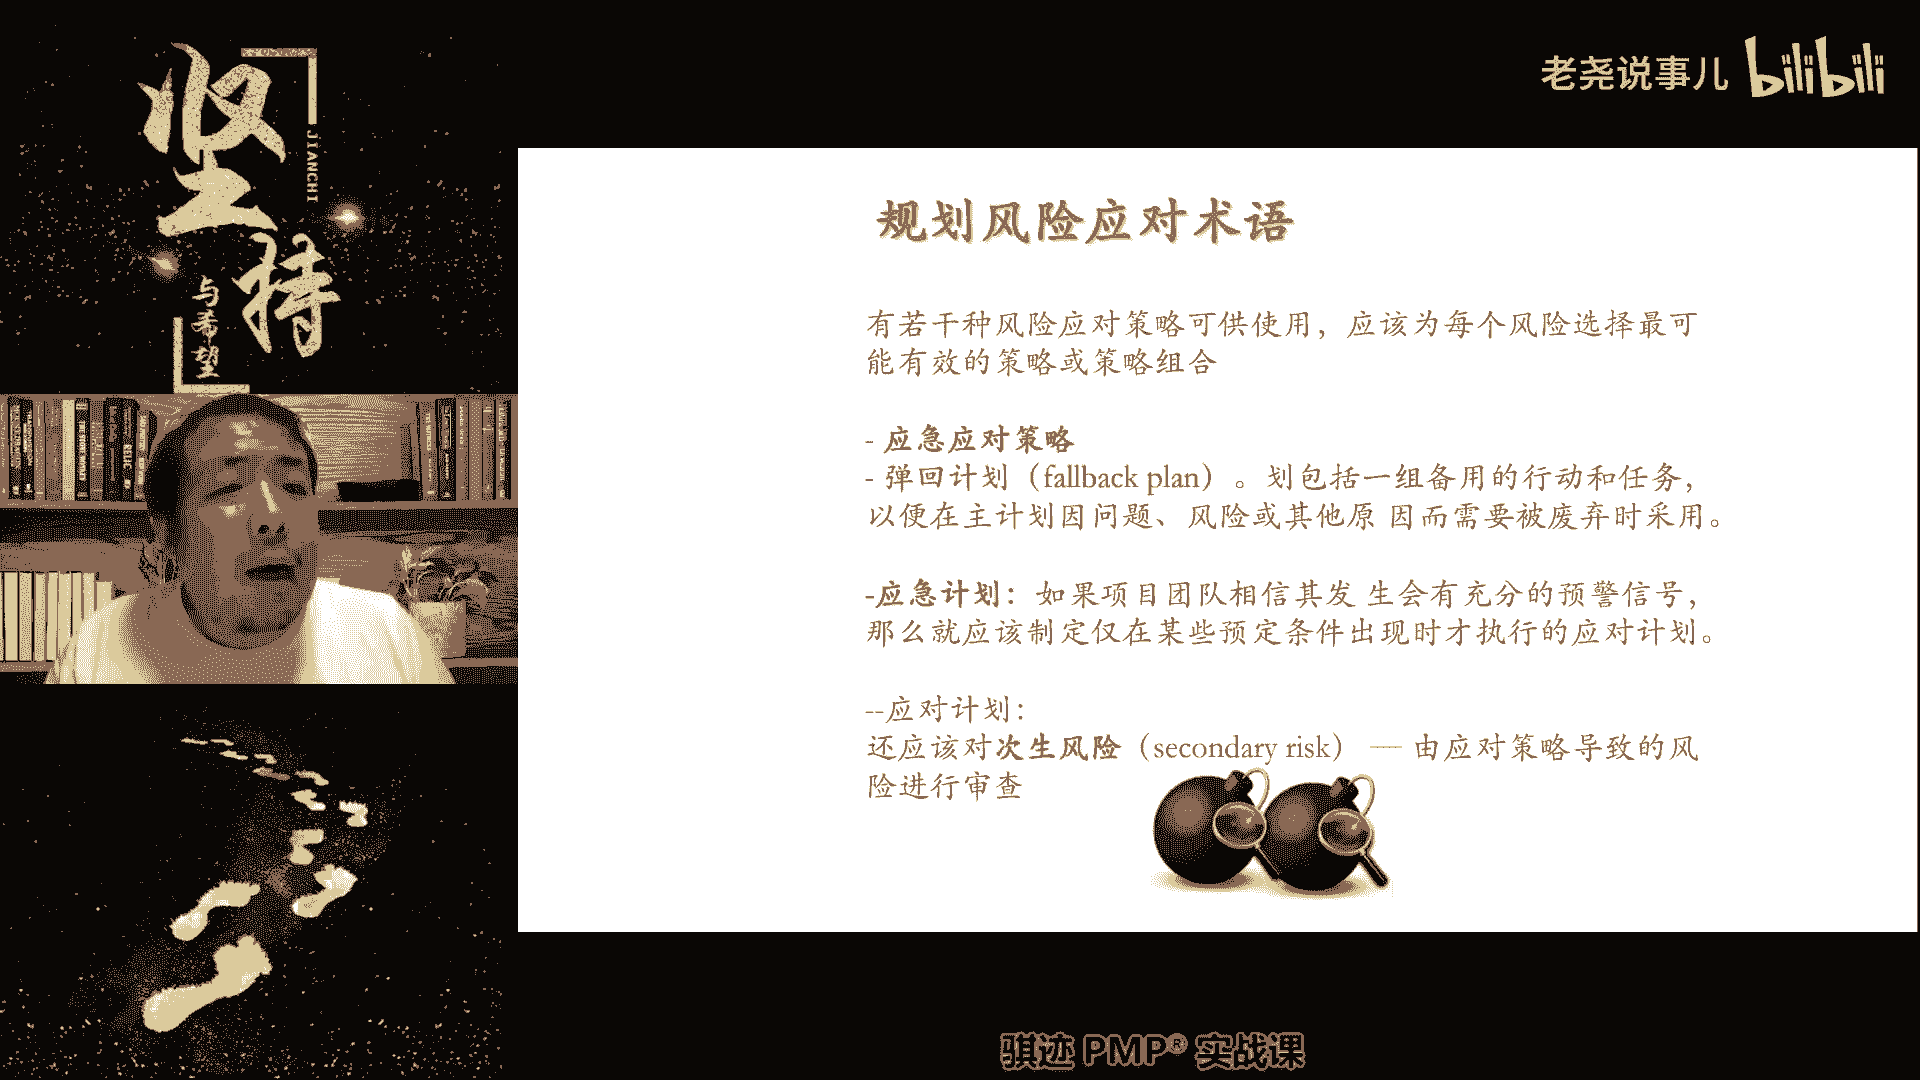 坚持
JIANCHI
与希望
老尧说事儿 bilibili
规划风险应对术语
有若干种风险应对策略可供使用，应该为每个风险选择最可
能有效的策略或策略组合
- 应急应对策略
- 弹回计划（fallback plan）。划包括一组备用的行动和任务，
以便在主计划因问题、风险或其他原 因而需要被废弃时采用。
-应急计划：如果项目团队相信其发 生会有充分的预警信号，
那么就应该制定仅在某些预定条件出现时才执行的应对计划。
--应对计划：
还应该对次生风险（secondary risk） — 由应对策略导致的风
险进行审查
骐迹 PMP® 实战课